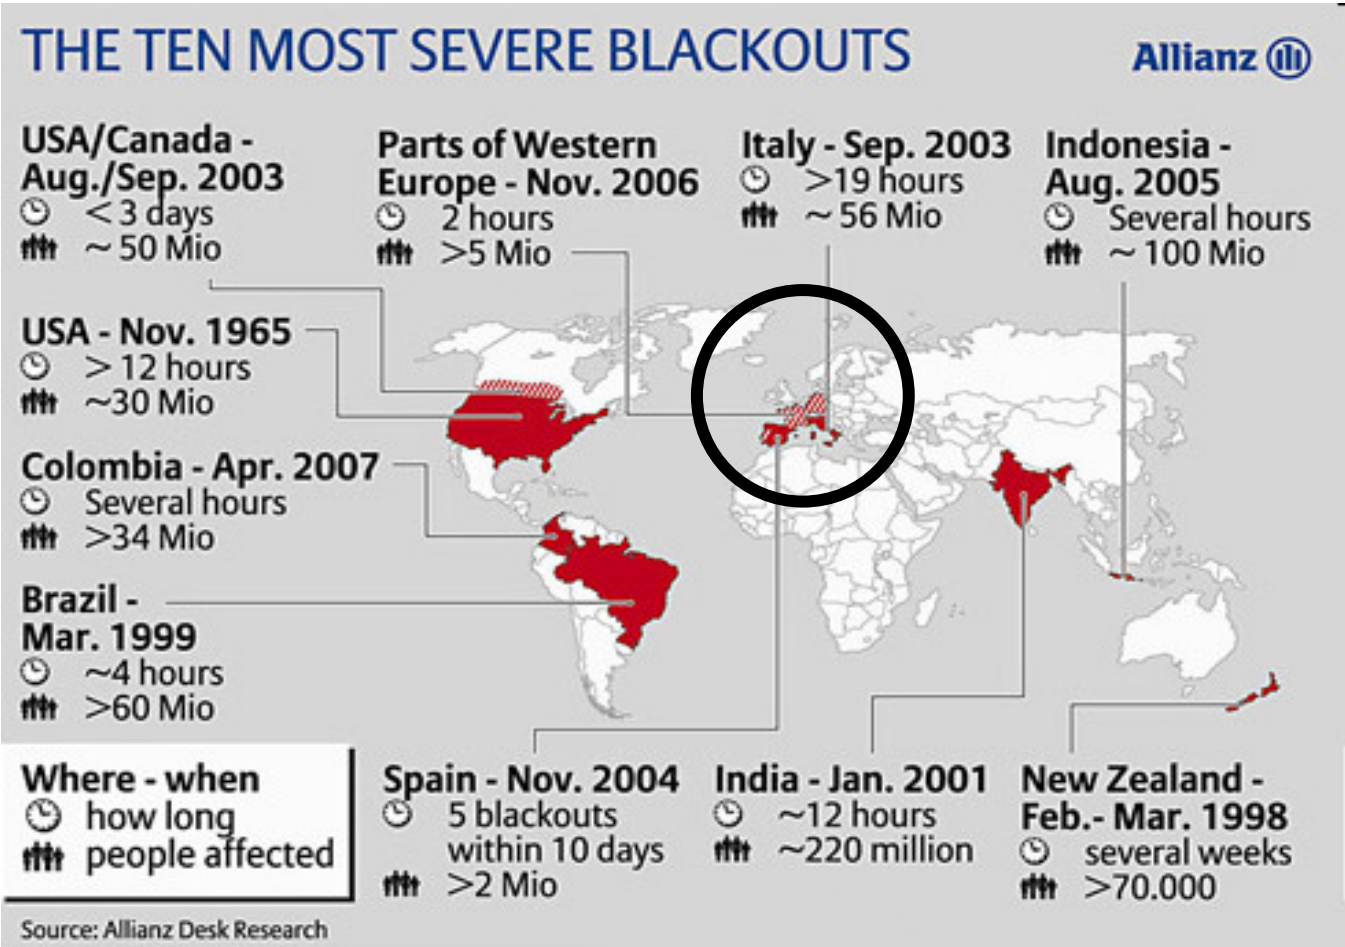 THE TEN MOST SEVERE BLACKOUTS
Allianz
USA/Canada -
Aug./Sep. 2003
< 3 days
~ 50 Mio
Parts of Western
Europe - Nov. 2006
2 hours
>5 Mio
Italy - Sep. 2003
>19 hours
~ 56 Mio
Indonesia -
Aug. 2005
Several hours
~ 100 Mio
USA - Nov. 1965
> 12 hours
~30 Mio
Colombia - Apr. 2007
Several hours
>34 Mio
Brazil -
Mar. 1999
~4 hours
>60 Mio
Where - when
how long
people affected
Spain - Nov. 2004
5 blackouts
within 10 days
>2 Mio
India - Jan. 2001
~12 hours
~220 million
New Zealand -
Feb.- Mar. 1998
several weeks
>70.000
Source: Allianz Desk Research